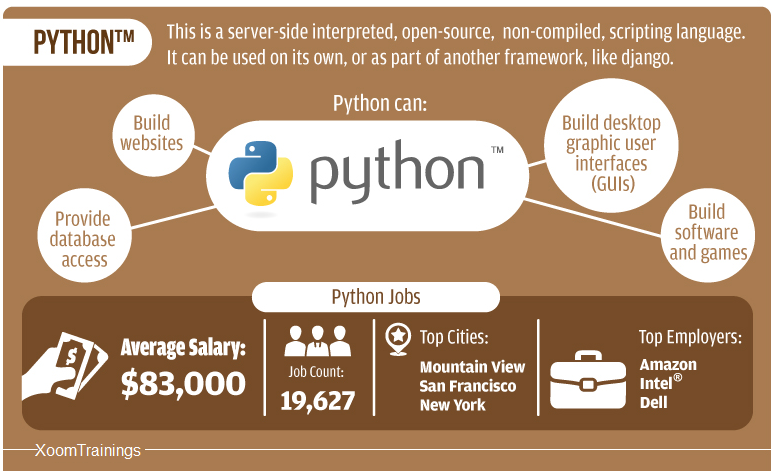 PYTHON™
This is a server-side interpreted, open-source, non-compiled, scripting language.
It can be used on its own, or as part of another framework, like django.
Python can:
Build
websites
Provide
database
access
python™
Build desktop
graphic user
interfaces
(GUIs)
Build
software
and games
Python Jobs
$
Average Salary:
$83,000
Job Count:
19,627
Top Cities:
Mountain View
San Francisco
New York
Top Employers:
Amazon
Intel®
Dell
XoomTrainings